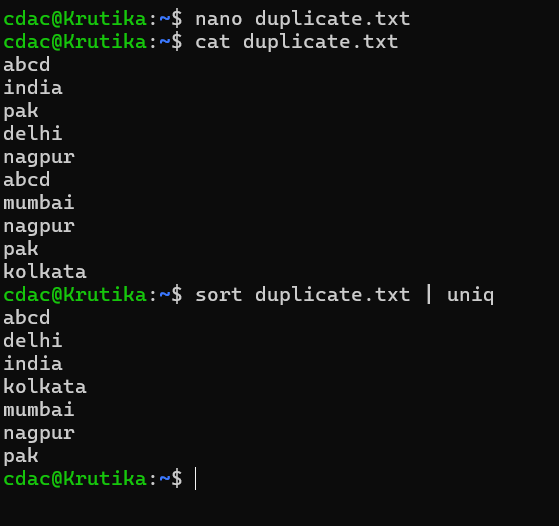 cdac@Krutika:~$ nano duplicate.txt
cdac@Krutika:~$ cat duplicate.txt
abcd
india
pak
delhi
nagpur
abcd
mumbai
nagpur
pak
kolkata
cdac@Krutika:~$ sort duplicate.txt | uniq
abcd
delhi
india
kolkata
mumbai
nagpur
pak
cdac@Krutika:~$